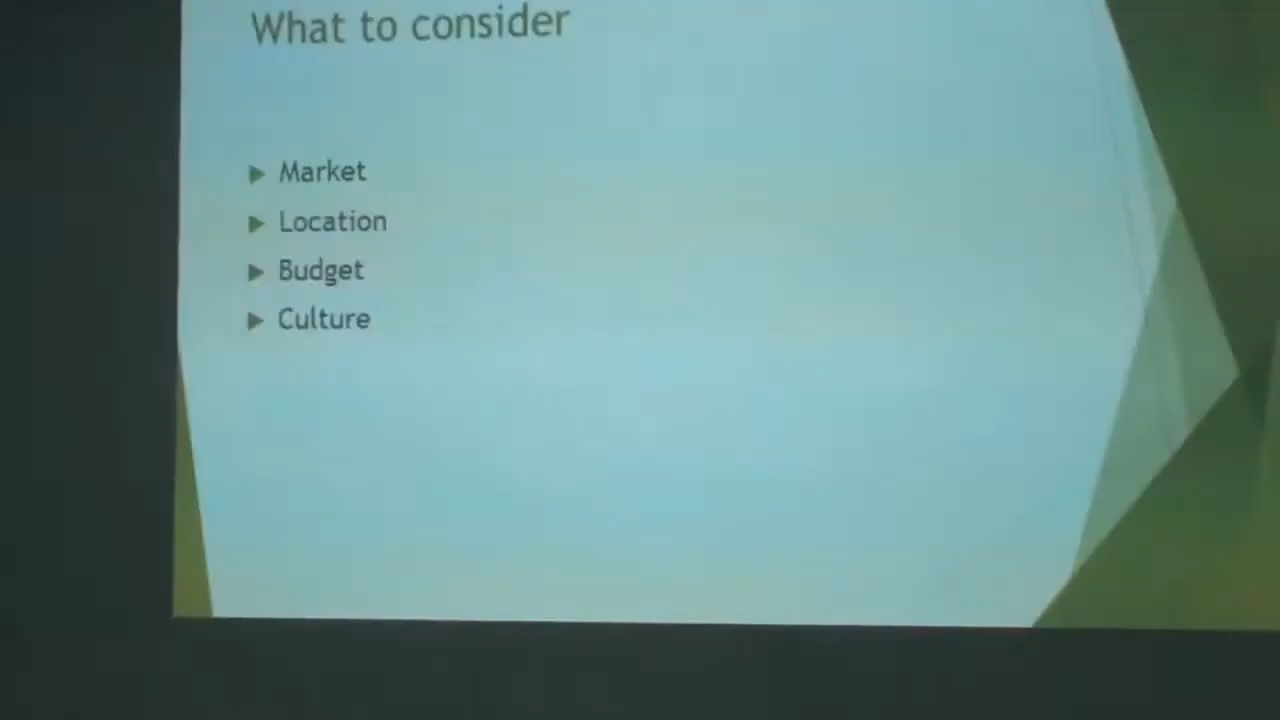 What to consider
Market
Location
Budget
Culture